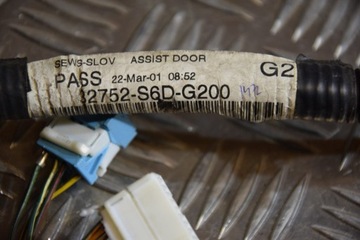 SEWS-SLOV ASSIST DOOR
PASS 22-Mar-01 08:52 G2
32752-S6D-G200